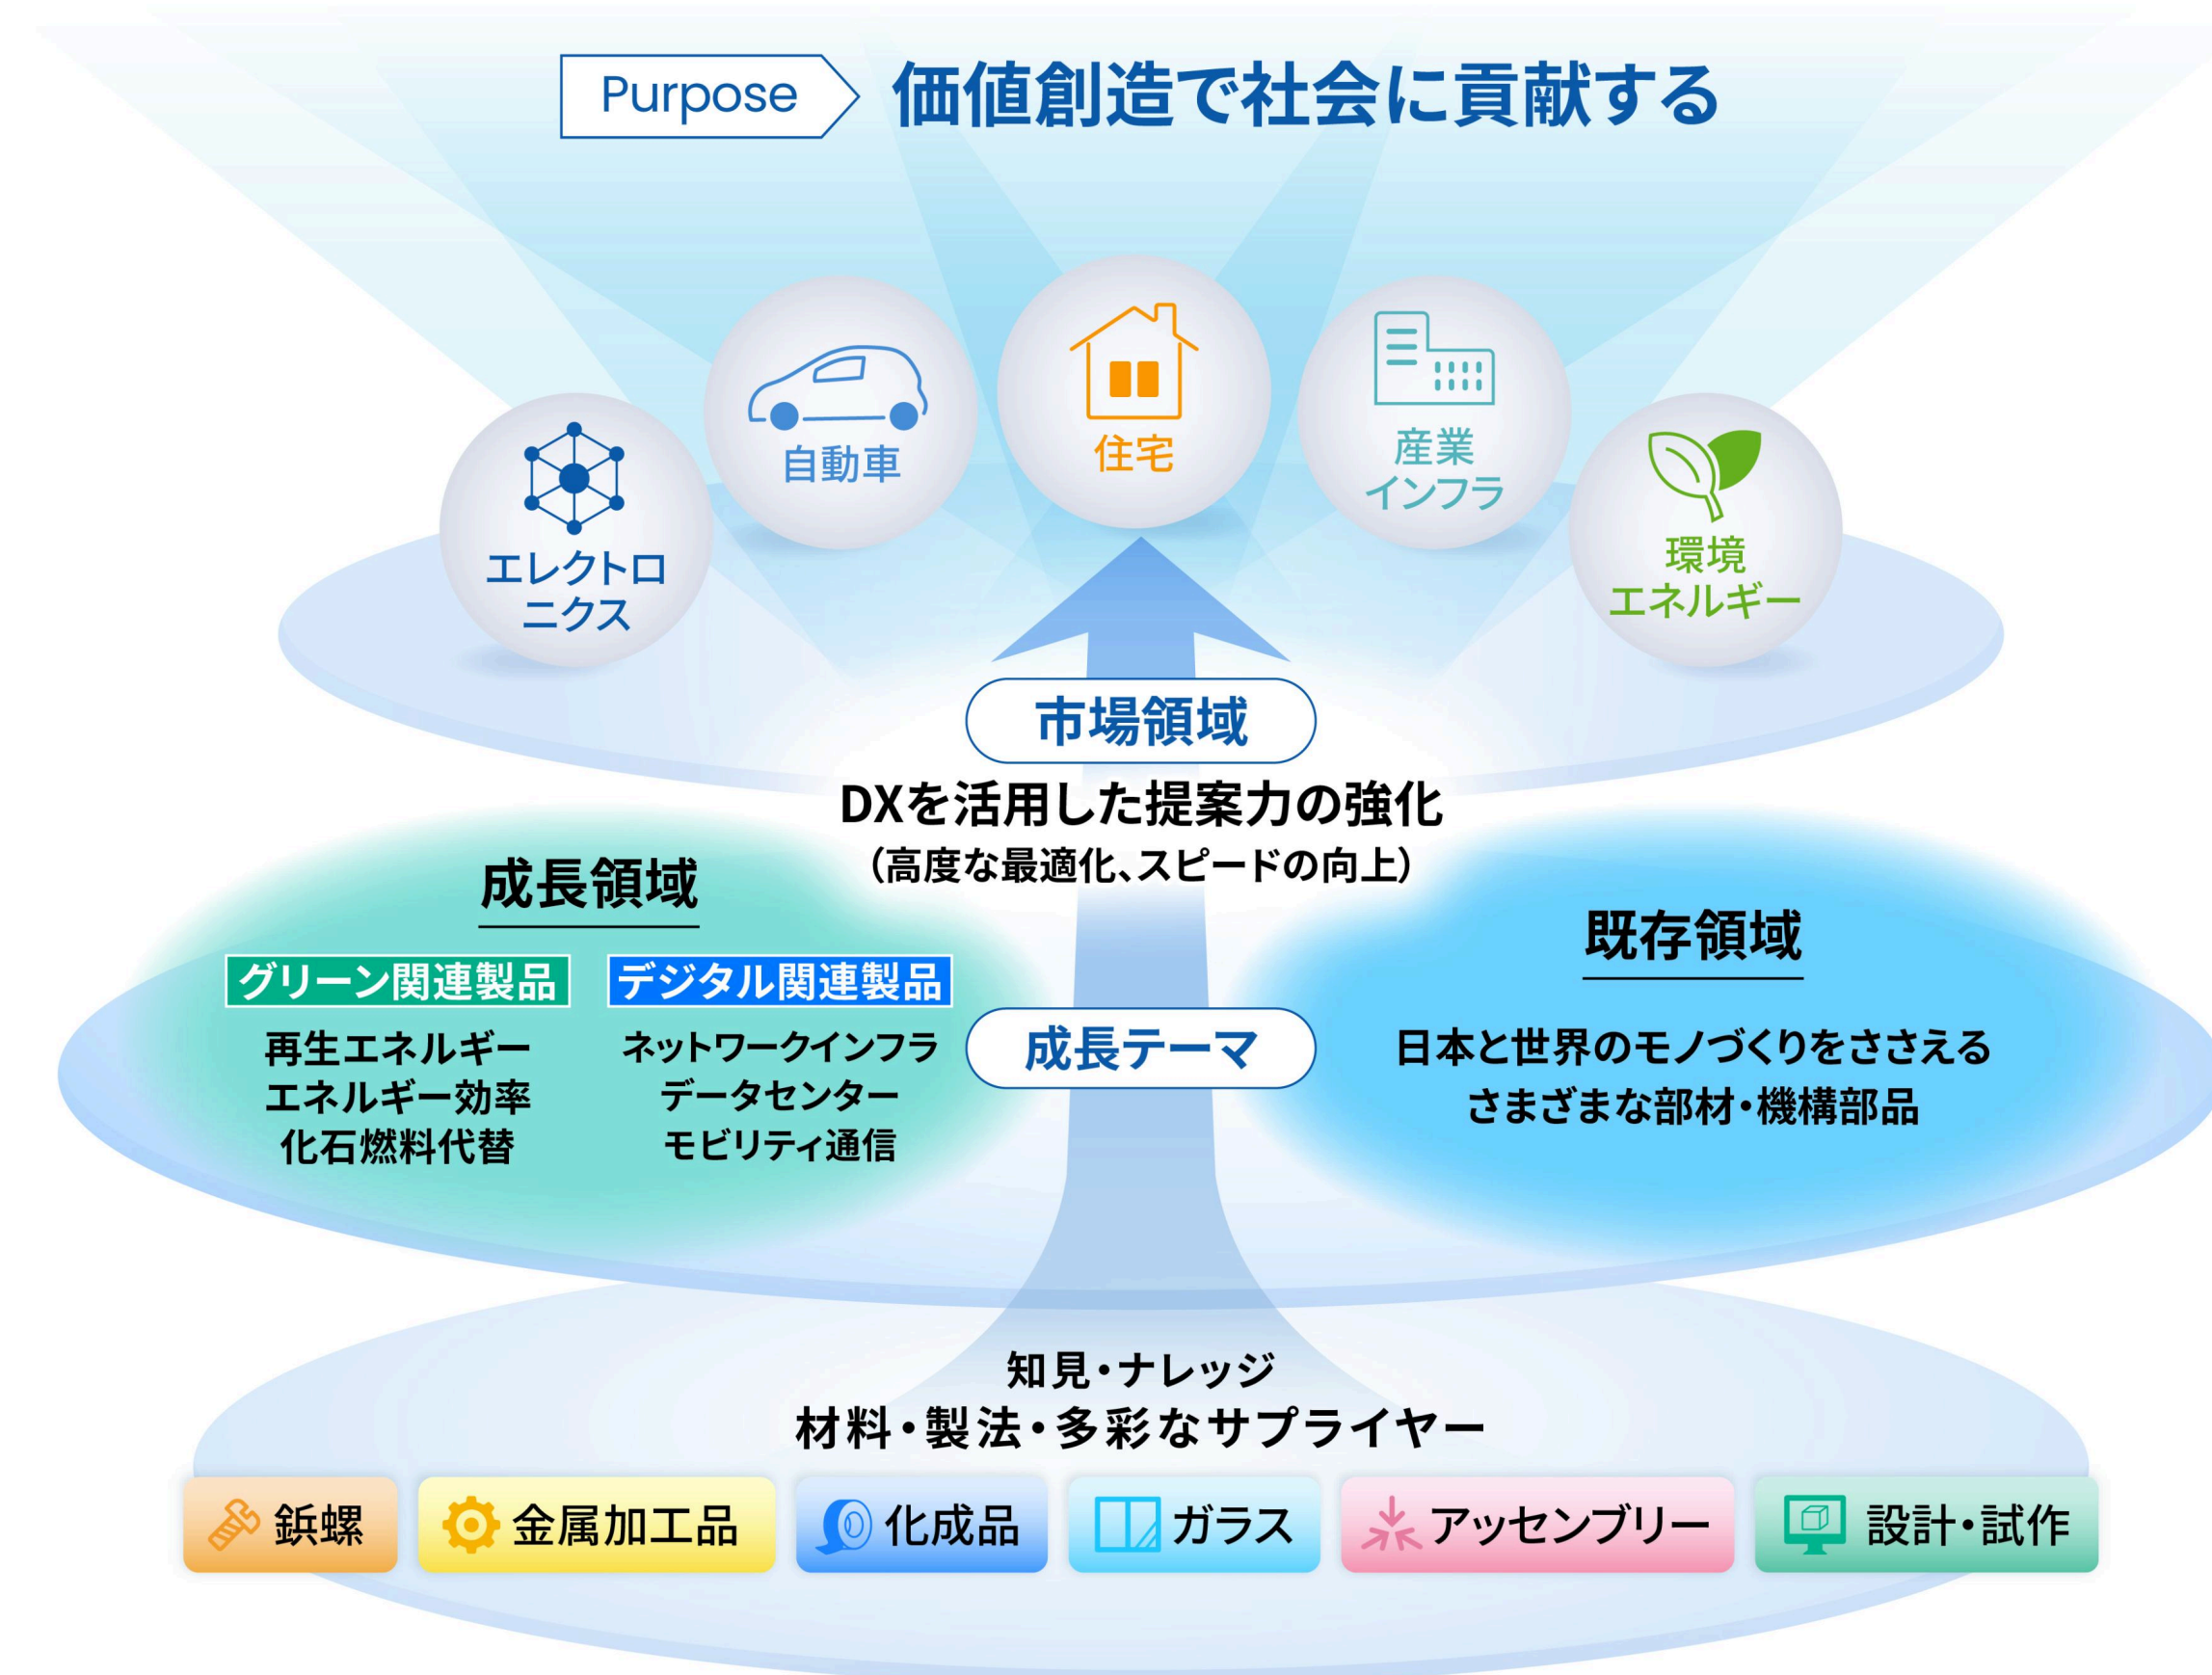 Purpose 価値創造で社会に貢献する
エレクトロ
ニクス
自動車
住宅
産業
インフラ
環境
エネルギー
市場領域
DXを活用した提案力の強化
（高度な最適化、スピードの向上）
成長領域
グリーン関連製品
再生エネルギー
エネルギー効率
化石燃料代替
デジタル関連製品
ネットワークインフラ
データセンター
モビリティ通信
成長テーマ
既存領域
日本と世界のモノづくりをささえる
さまざまな部材・機構部品
知見・ナレッジ
材料・製法・多彩なサプライヤー
鋲螺
金属加工品
化成品
ガラス
アッセンブリー
設計・試作